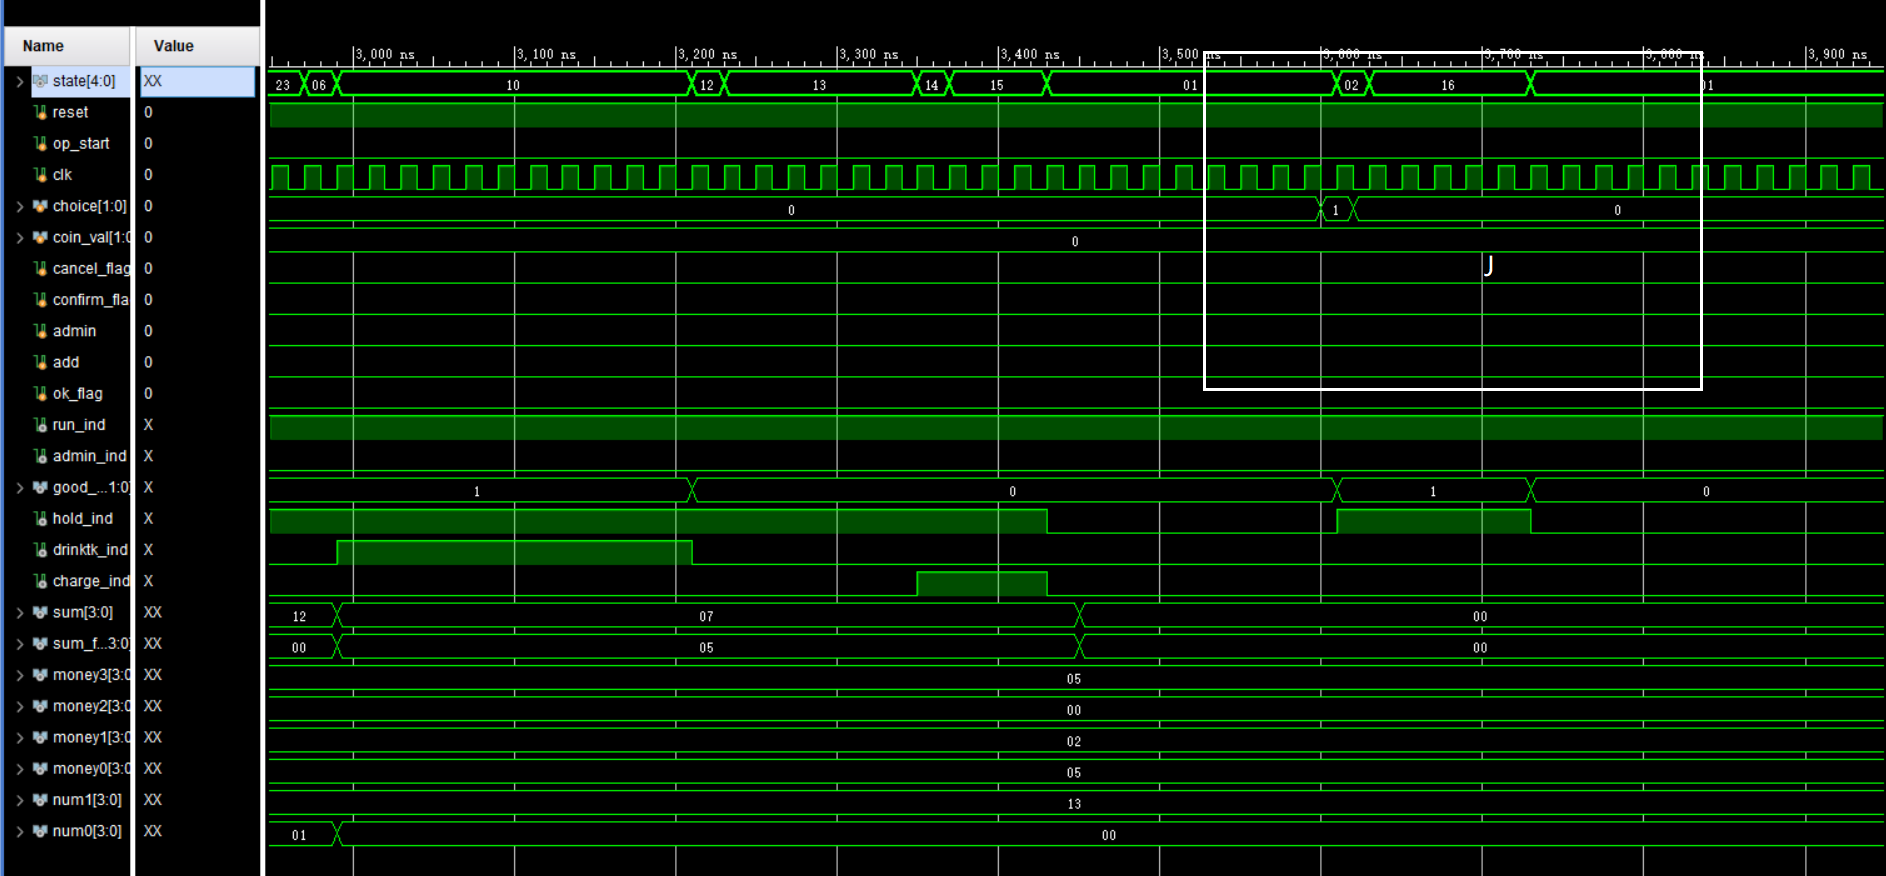 Name Value
3,000 ns 3,100 ns 3,200 ns 3,300 ns 3,400 ns 3,500 ns 3,600 ns 3,700 ns 3,800 ns 3,900 ns
state[4:0] XX 23 06 10 12 13 14 15 01 02 16 01
reset 0
op_start 0
clk 0
choice[1:0] 0 0 1 0
coin_val[1:0 0 0
cancel_flag 0 J
confirm_fla 0
admin 0
add 0
ok_flag 0
run_ind X
admin_ind X
good_...1:0] X 1 0 1 0
hold_ind X
drinktk_ind X
charge_ind X
sum[3:0] XX 12 07 00
sum_f...3:0] XX 00 05 00
money3[3:0 XX 05
money2[3:0 XX 00
money1[3:0 XX 02
money0[3:0 XX 05
num1[3:0] XX 13
num0[3:0] XX 01 00